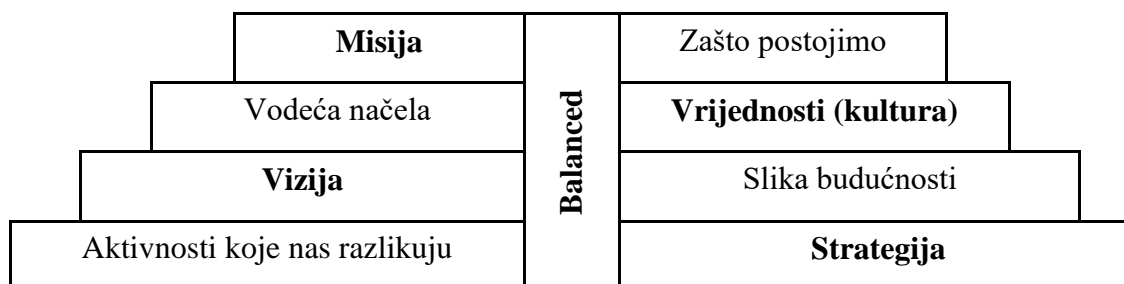 Misija
Zašto postojimo
Vodeća načela
Vrijednosti (kultura)
Balanced
Vizija
Slika budućnosti
Aktivnosti koje nas razlikuju
Strategija